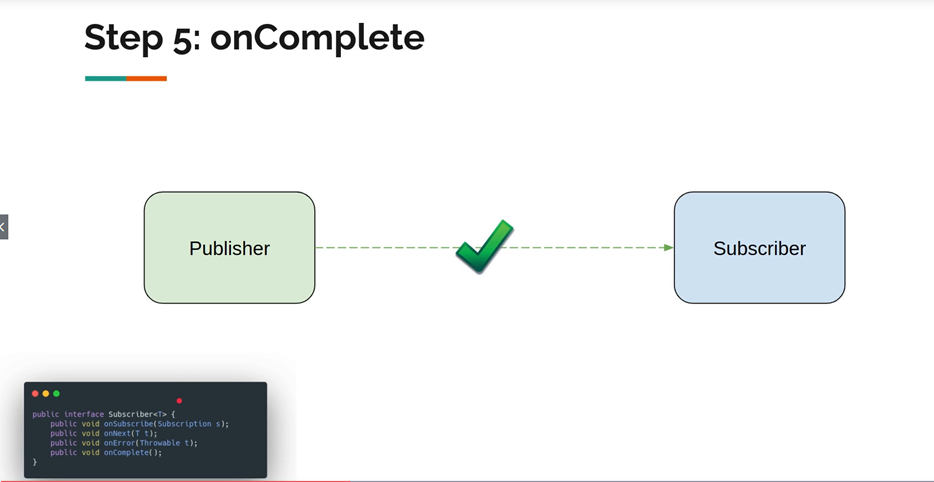 Step 5: onComplete
Publisher
Subscriber
public interface Subscriber<T> {
    public void onSubscribe(Subscription s);
    public void onNext(T t);
    public void onError(Throwable t);
    public void onComplete();
}